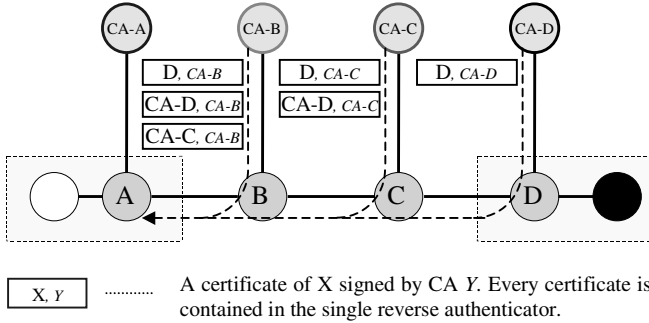 CA-A CA-B CA-C CA-D
D, CA-B D, CA-C D, CA-D
CA-D, CA-B CA-D, CA-C
CA-C, CA-B
A B C D
X, Y ............ A certificate of X signed by CA Y. Every certificate is
contained in the single reverse authenticator.